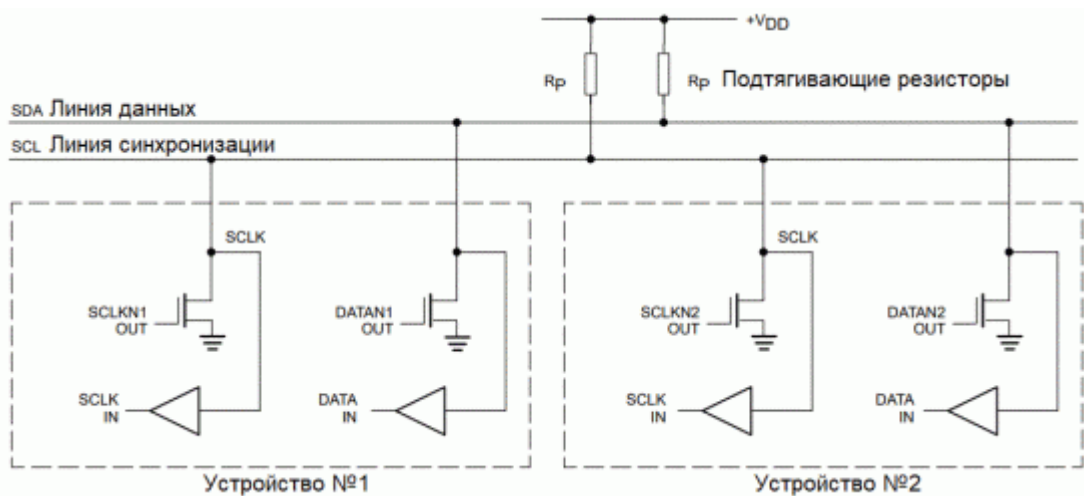 +VDD
RP RP Подтягивающие резисторы
SDA Линия данных
SCL Линия синхронизации
SCLK
SCLKN1
OUT
DATAN1
OUT
SCLK
IN
DATA
IN
Устройство №1
SCLK
SCLKN2
OUT
DATAN2
OUT
SCLK
IN
DATA
IN
Устройство №2